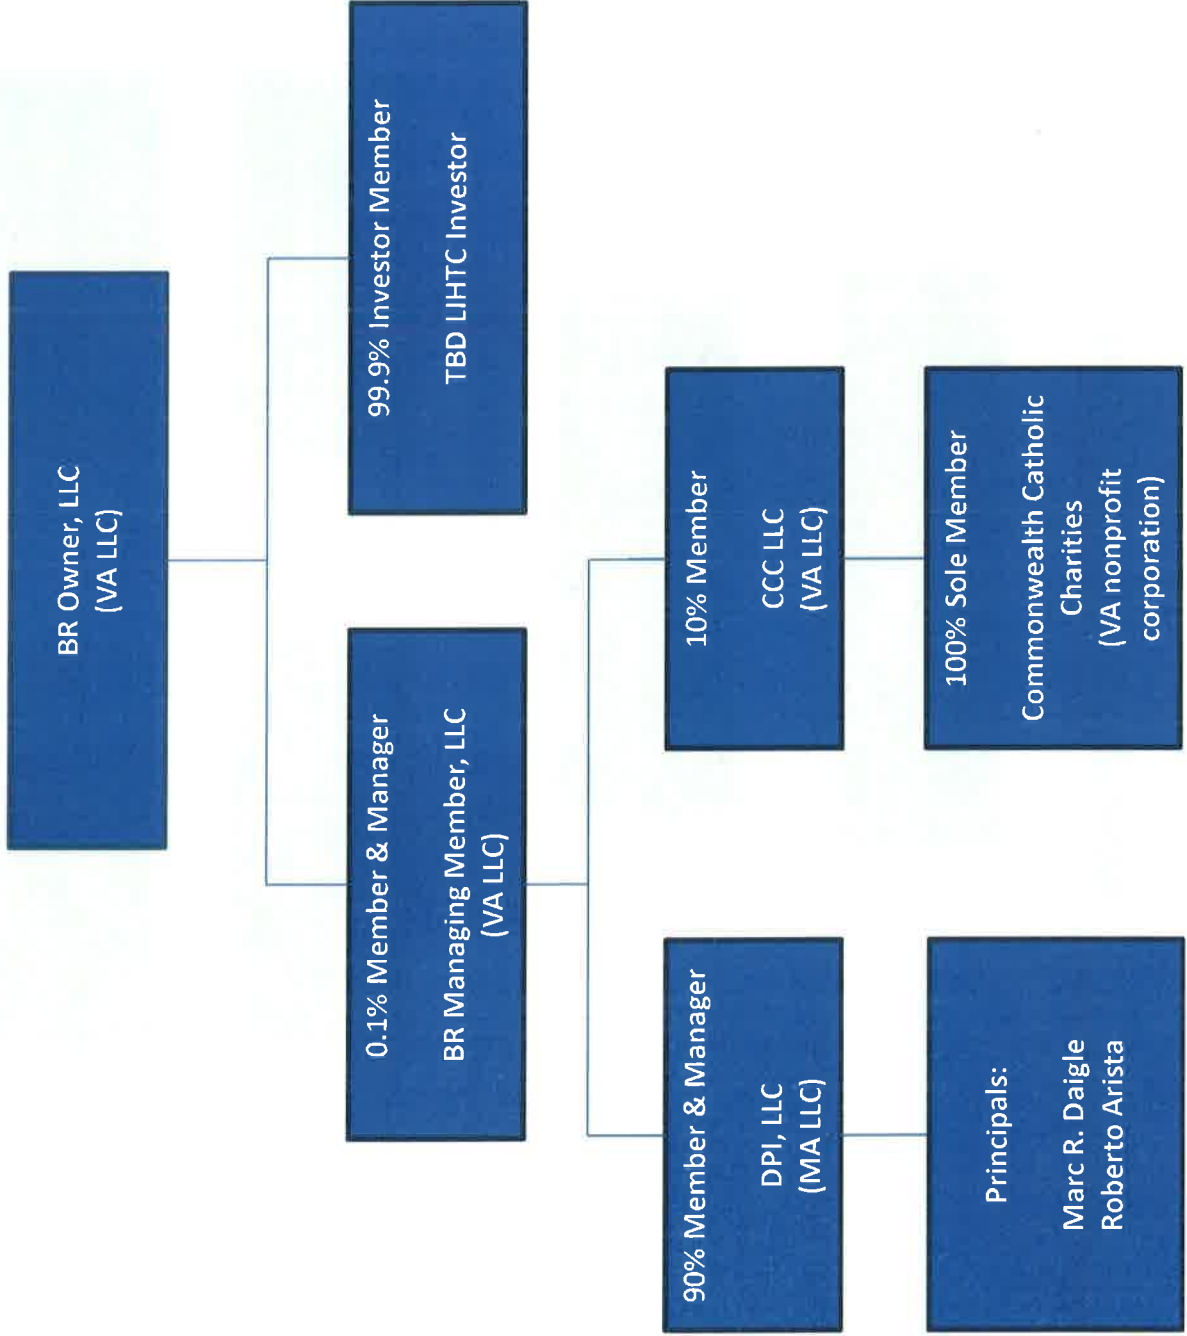 BR Owner, LLC
(VA LLC)
0.1% Member & Manager
BR Managing Member, LLC
(VA LLC)
99.9% Investor Member
TBD LIHTC Investor
90% Member & Manager
DPI, LLC
(MA LLC)
10% Member
CCC LLC
(VA LLC)
Principals:
Marc R. Daigle
Roberto Arista
100% Sole Member
Commonwealth Catholic
Charities
(VA nonprofit
corporation)